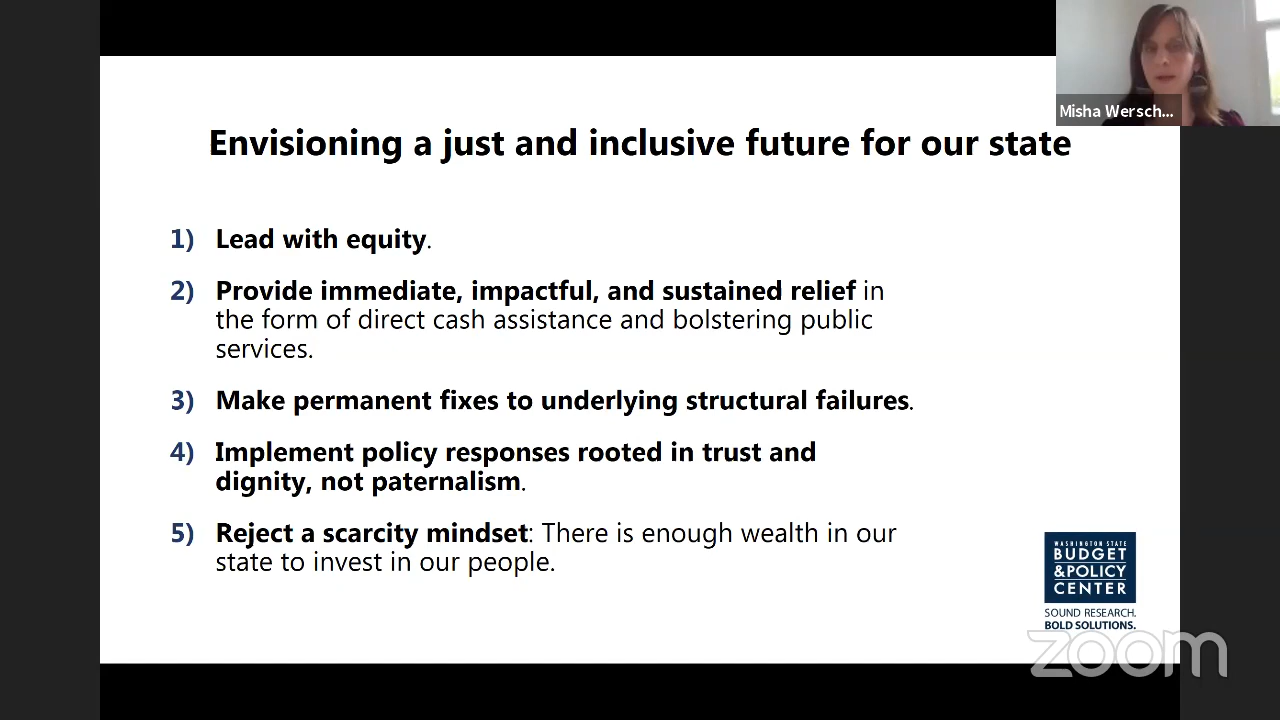 Misha Wersch...
Envisioning a just and inclusive future for our state
1) Lead with equity.
2) Provide immediate, impactful, and sustained relief in
the form of direct cash assistance and bolstering public
services.
3) Make permanent fixes to underlying structural failures.
4) Implement policy responses rooted in trust and
dignity, not paternalism.
5) Reject a scarcity mindset: There is enough wealth in our
state to invest in our people.
WASHINGTON STATE
BUDGET
&POLICY
CENTER
SOUND RESEARCH.
BOLD SOLUTIONS.
zoom